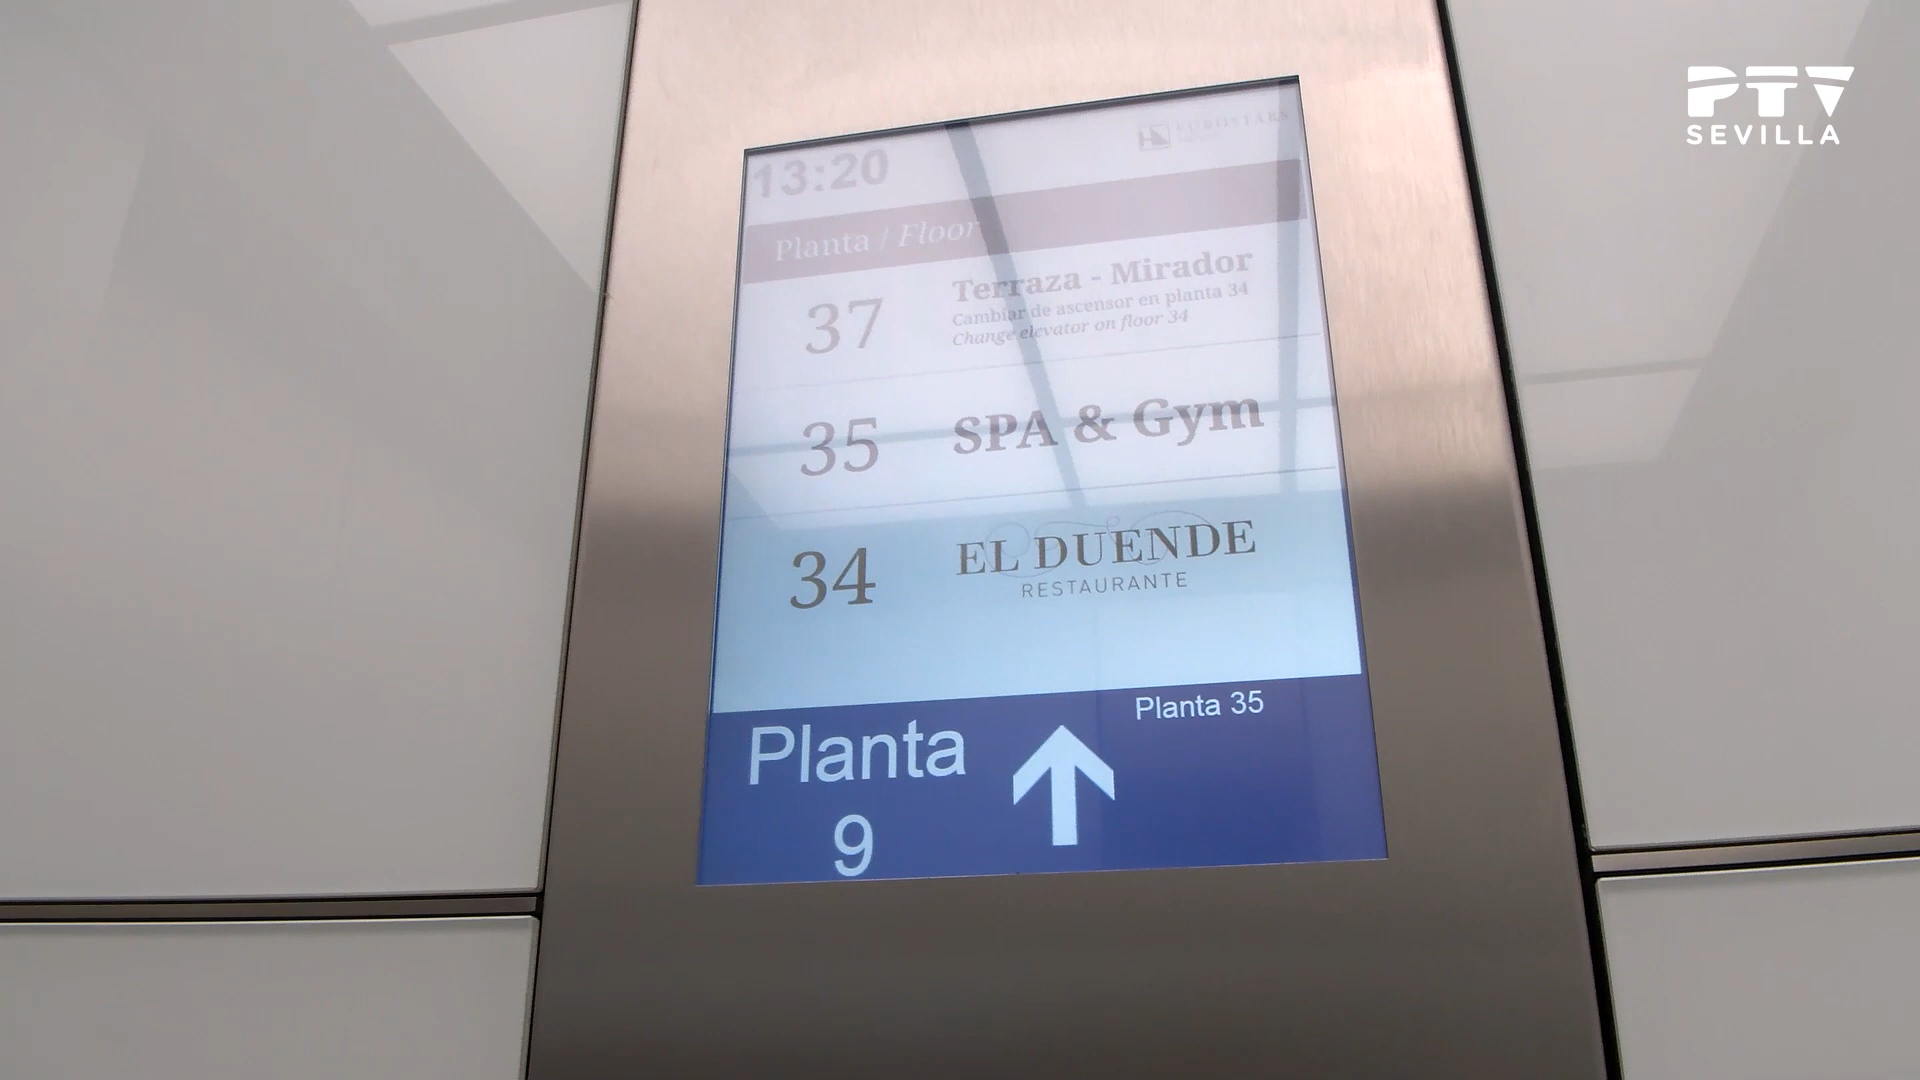 PTV
SEVILLA
13:20
EUROSTARS
Planta / Floor
37
Terraza - Mirador
Cambiar de ascensor en planta 34
Change elevator on floor 34
35
SPA & Gym
34
EL DUENDE
RESTAURANTE
Planta 35
Planta
9